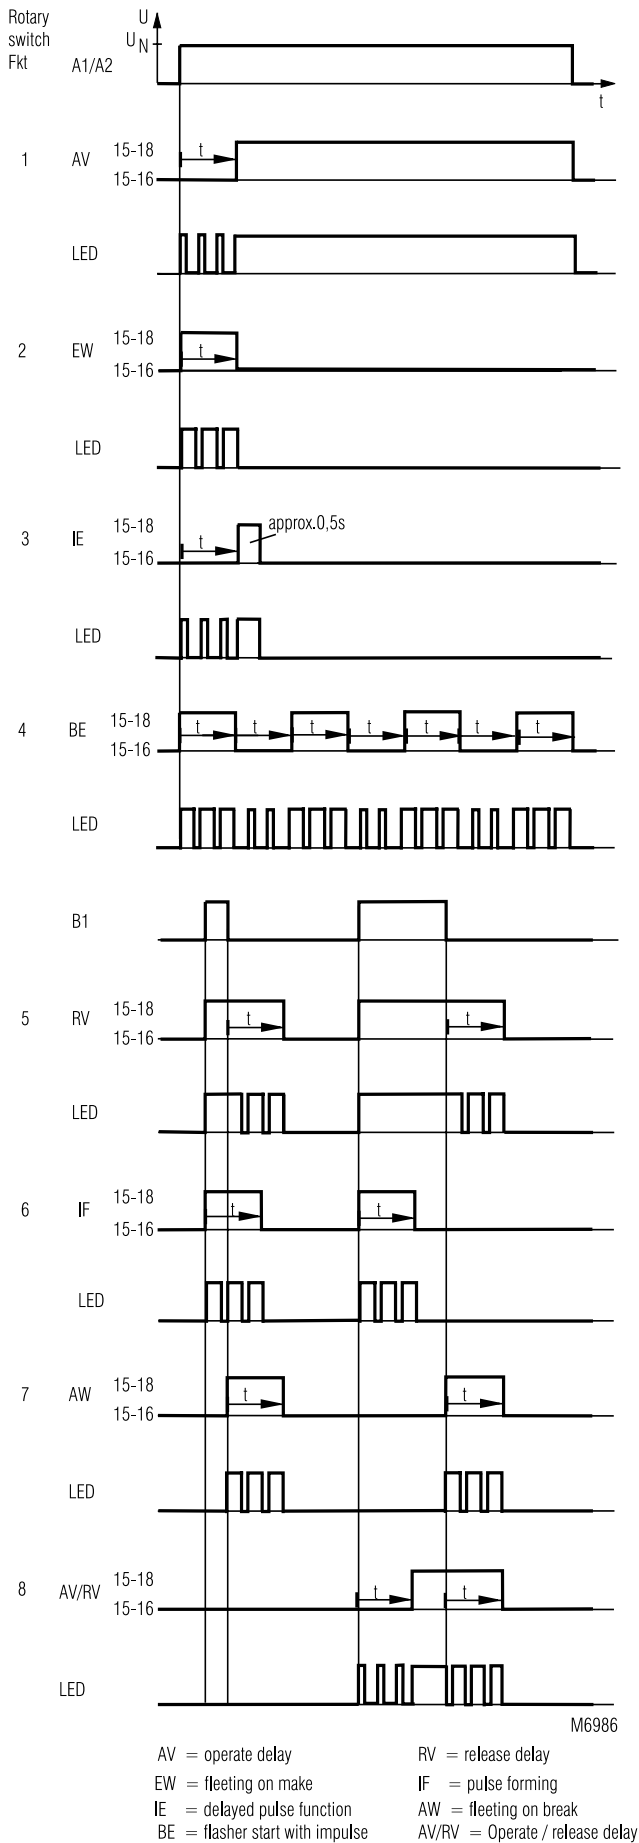 Rotary
switch
Fkt
U
U N
A1/A2
t
1 AV 15-18 t
15-16
LED
2 EW 15-18 t
15-16
LED
3 IE 15-18 t approx.0,5s
15-16
LED
4 BE 15-18 t t t t t t t
15-16
LED
B1
5 RV 15-18 t t
15-16
LED
6 IF 15-18 t t
15-16
LED
7 AW 15-18 t t
15-16
LED
8 AV/RV 15-18 t t
15-16
LED
M6986
AV = operate delay RV = release delay
EW = fleeting on make IF = pulse forming
IE = delayed pulse function AW = fleeting on break
BE = flasher start with impulse AV/RV = Operate / release delay